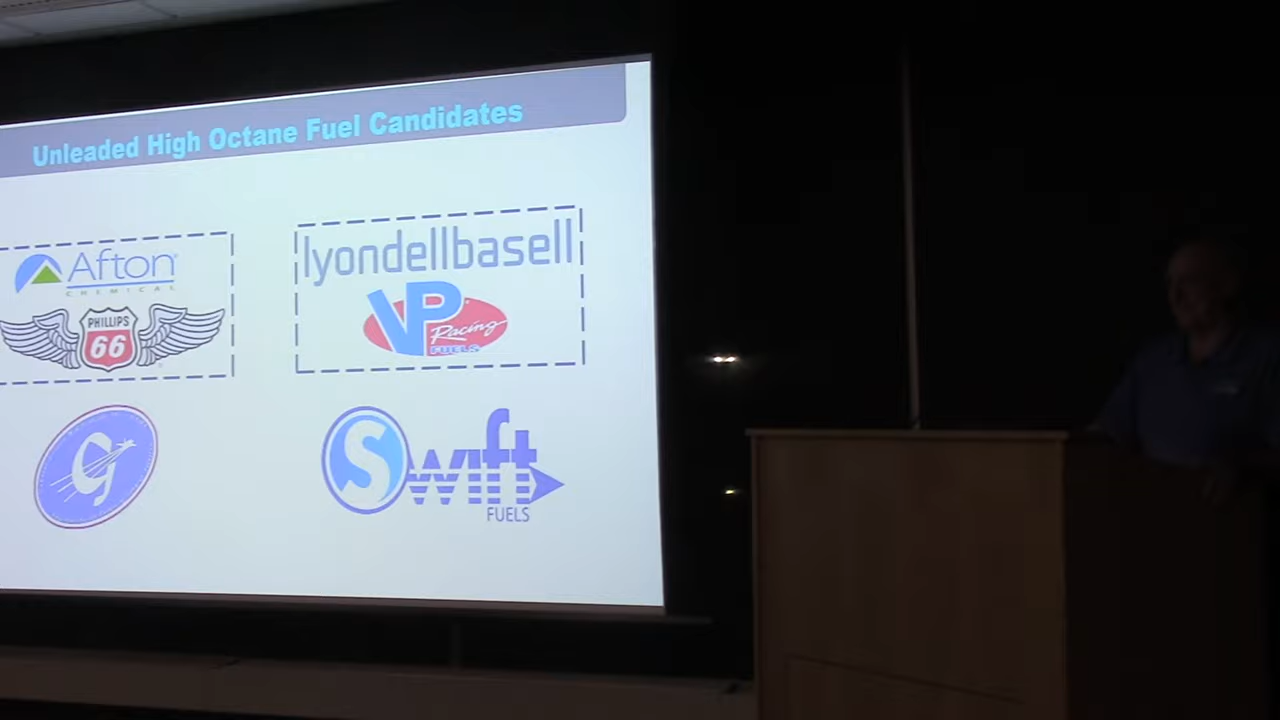 Unleaded High Octane Fuel Candidates
Afton
CHEMICAL
PHILLIPS
66
lyondellbasell
VP
Racing
FUELS
G
Swift
FUELS